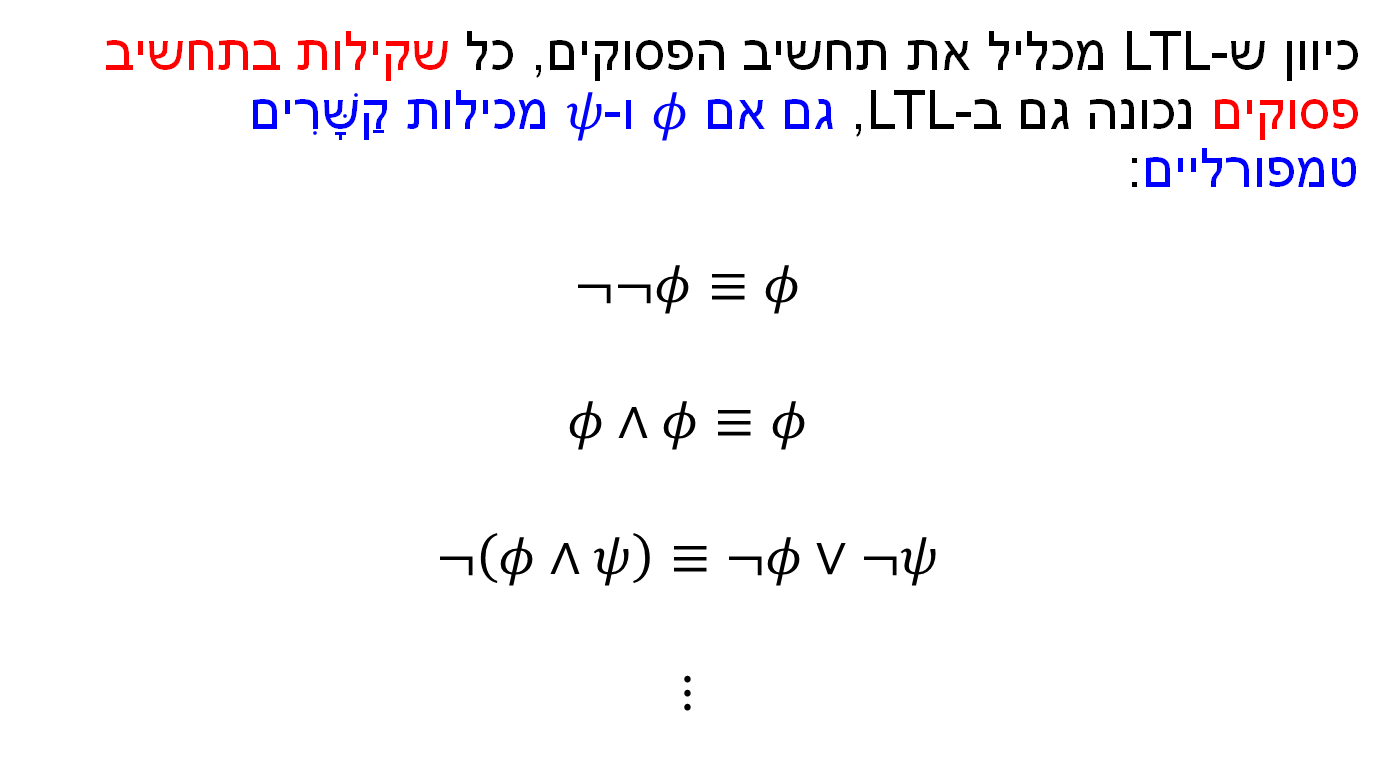 כיוון ש-LTL מכליל את תחשיב הפסוקים, כל שקילות בתחשיב
פסוקים נכונה גם ב-LTL, גם אם ϕ ו-ψ מכילות קַשָּׁרִים
טמפורליים:
¬¬ϕ ≡ ϕ
ϕ ∧ ϕ ≡ ϕ
¬(ϕ ∧ ψ) ≡ ¬ϕ ∨ ¬ψ
⋮